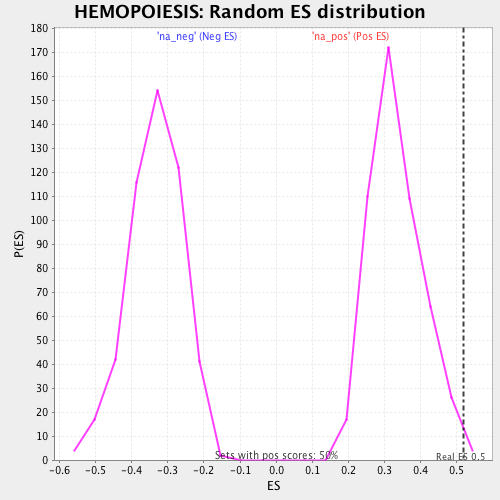 HEMOPOIESIS: Random ES distribution
'na_neg' (Neg ES) 'na_pos' (Pos ES)
180
170
160
150
140
130
120
110
100
90
80
70
60
50
40
30
20
10
0
P(ES)
Sets with pos scores: 50%
Real ES 0.5
-0.6 -0.5 -0.4 -0.3 -0.2 -0.1 0.0 0.1 0.2 0.3 0.4 0.5
ES